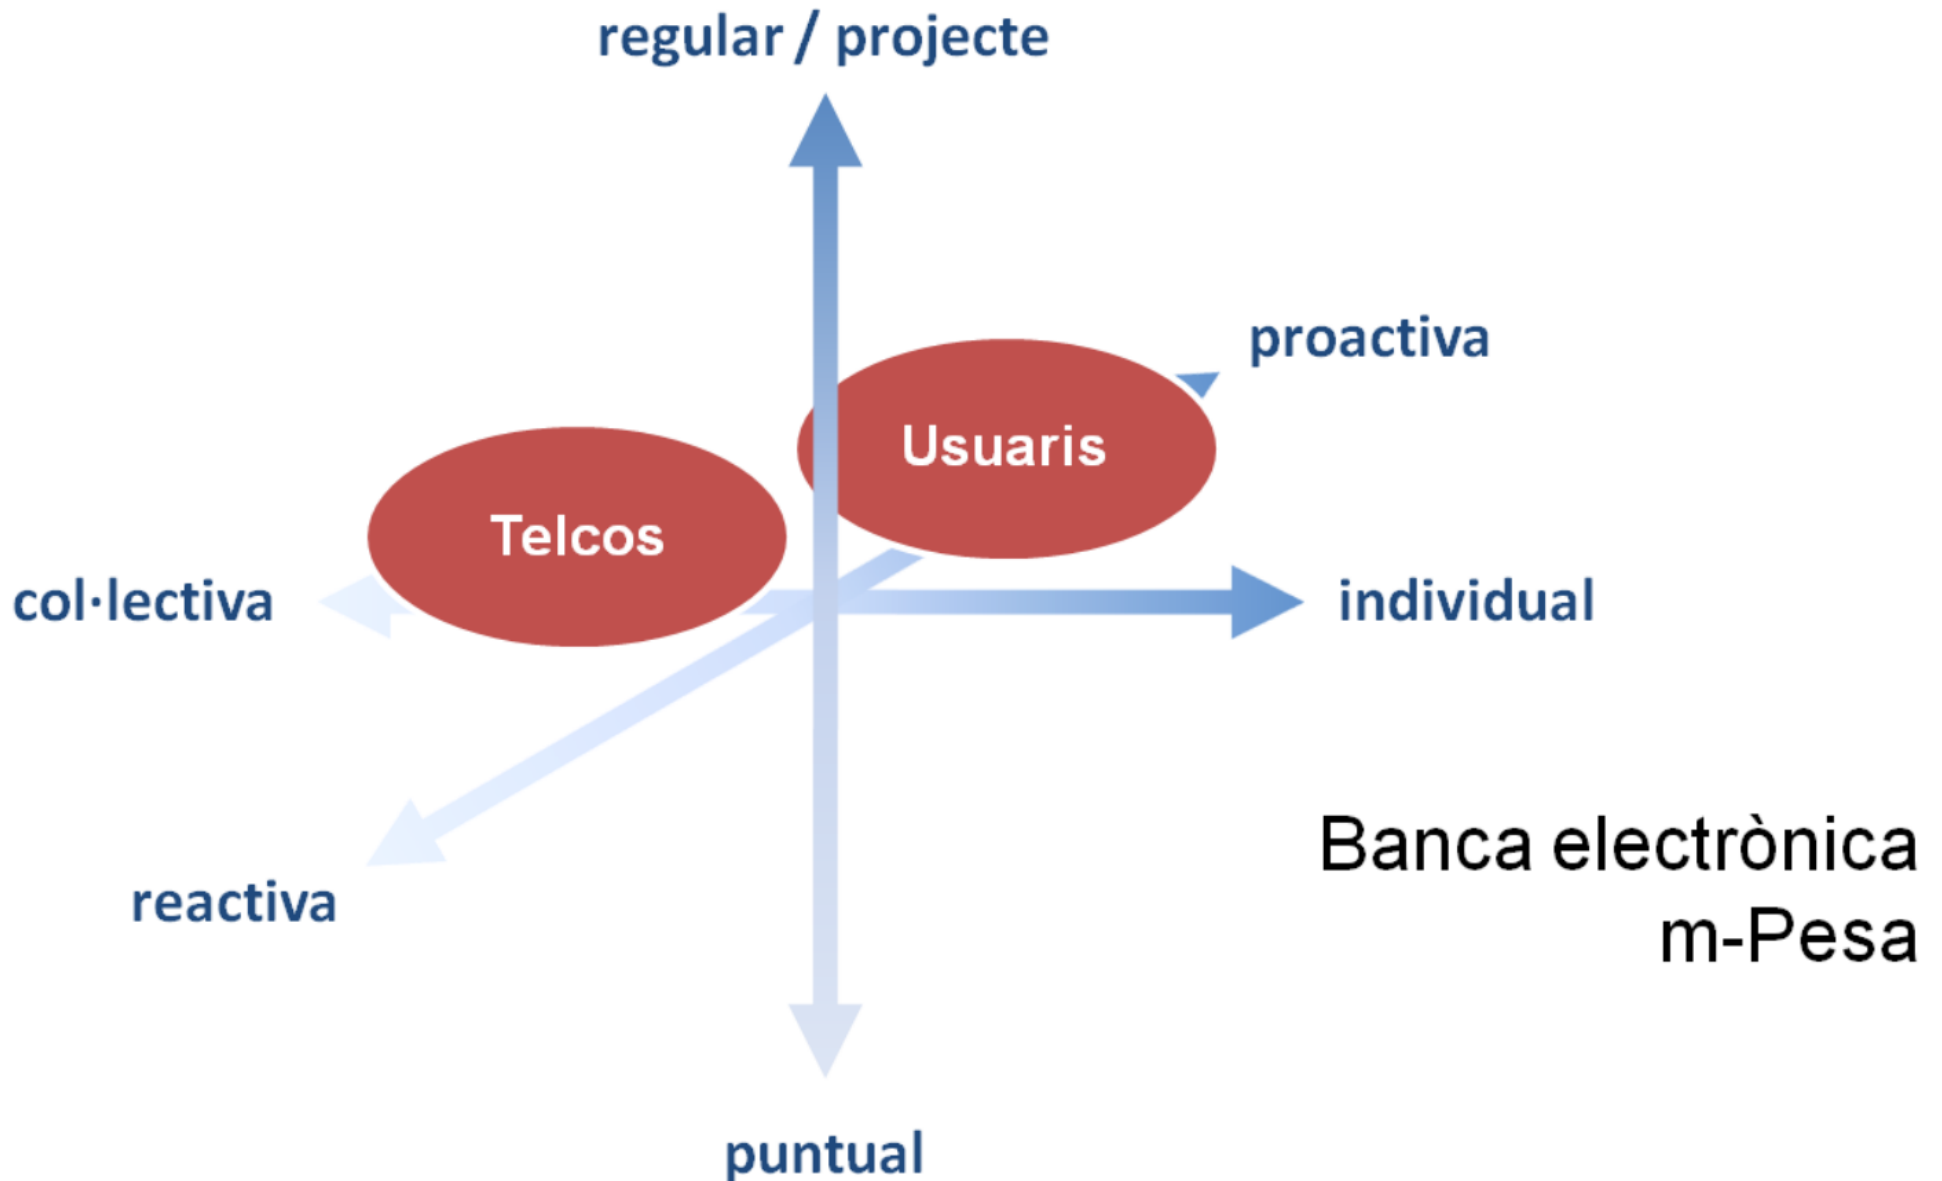 regular / projecte
proactiva
Usuaris
Telcos
col·lectiva
individual
reactiva
Banca electrònica
m-Pesa
puntual